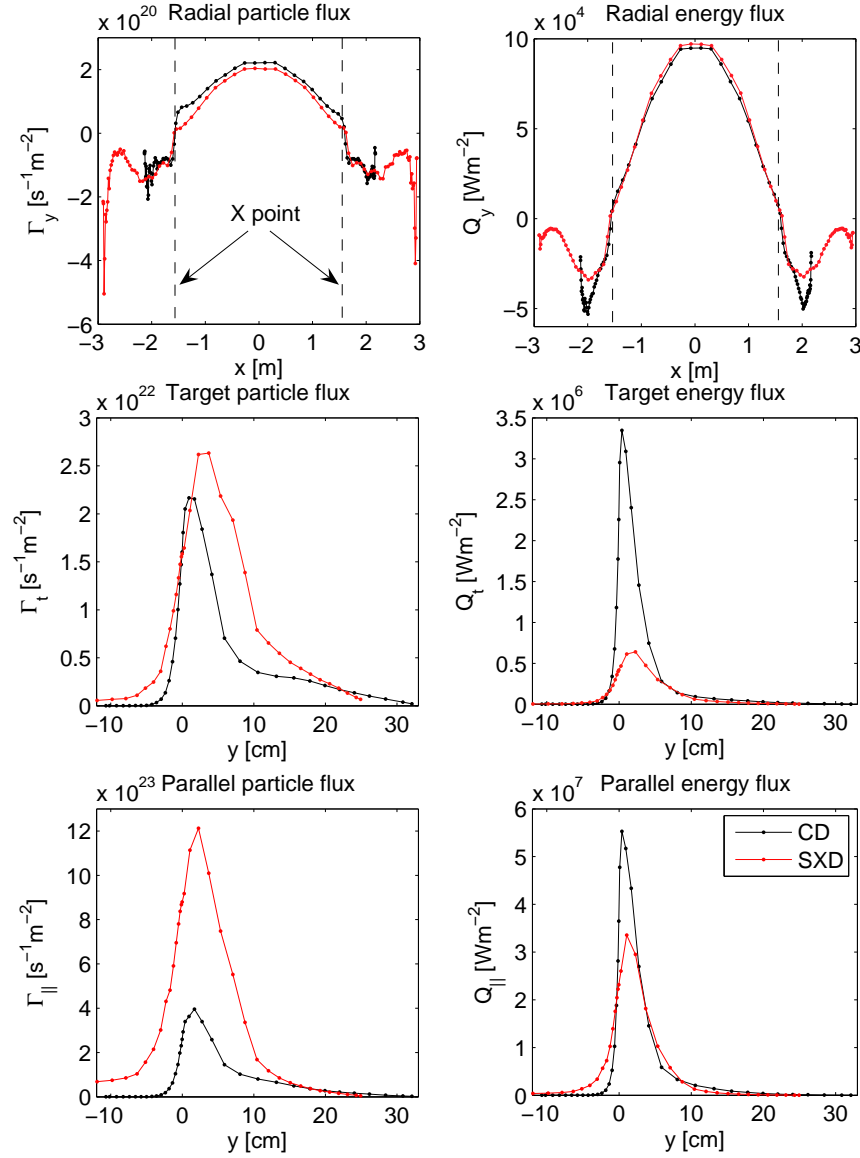 Radial particle flux
x 10^20
2
0
−2
−4
−6
Γ_y [s^−1m^−2]
X point
−3 −2 −1 0 1 2 3
x [m]
Radial energy flux
x 10^4
10
5
0
−5
Q_y [Wm^−2]
−3 −2 −1 0 1 2 3
x [m]
Target particle flux
x 10^22
3
2.5
2
1.5
1
0.5
0
Γ_t [s^−1m^−2]
−10 0 10 20 30
y [cm]
Target energy flux
x 10^6
3.5
3
2.5
2
1.5
1
0.5
0
Q_t [Wm^−2]
−10 0 10 20 30
y [cm]
Parallel particle flux
x 10^23
12
10
8
6
4
2
0
Γ_|| [s^−1m^−2]
−10 0 10 20 30
y [cm]
Parallel energy flux
x 10^7
6
5
4
3
2
1
0
Q_|| [Wm^−2]
CD
SXD
−10 0 10 20 30
y [cm]